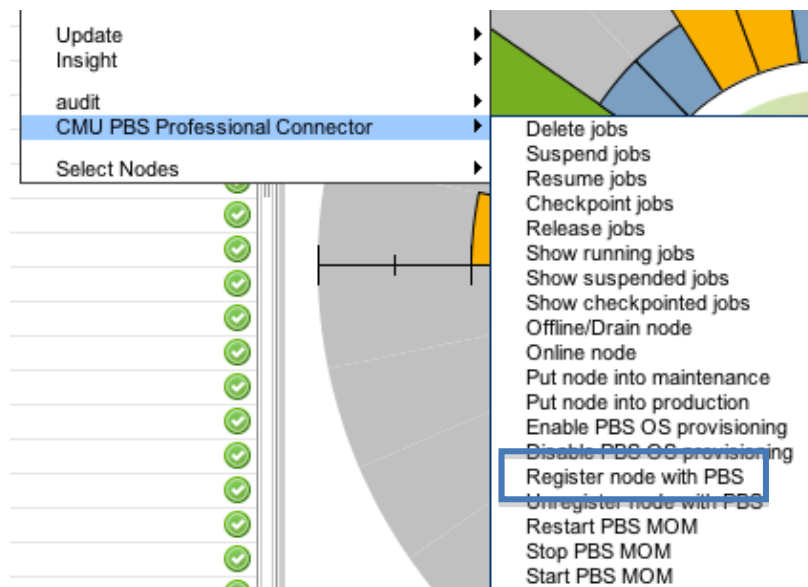 Update
Insight
audit
CMU PBS Professional Connector
Select Nodes
Delete jobs
Suspend jobs
Resume jobs
Checkpoint jobs
Release jobs
Show running jobs
Show suspended jobs
Show checkpointed jobs
Offline/Drain node
Online node
Put node into maintenance
Put node into production
Enable PBS OS provisioning
Disable PBS OS provisioning
Register node with PBS
Unregister node with PBS
Restart PBS MOM
Stop PBS MOM
Start PBS MOM